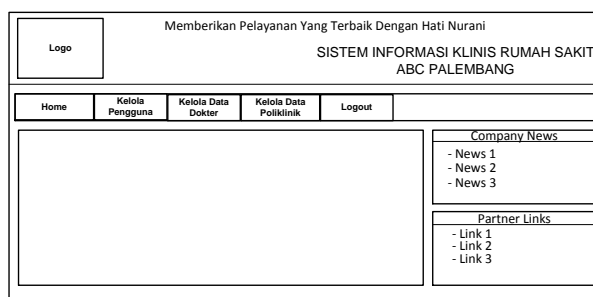 Memberikan Pelayanan Yang Terbaik Dengan Hati Nurani
Logo
SISTEM INFORMASI KLINIS RUMAH SAKIT
ABC PALEMBANG
Home
Kelola
Pengguna
Kelola Data
Dokter
Kelola Data
Poliklinik
Logout
Company News
- News 1
- News 2
- News 3
Partner Links
- Link 1
- Link 2
- Link 3